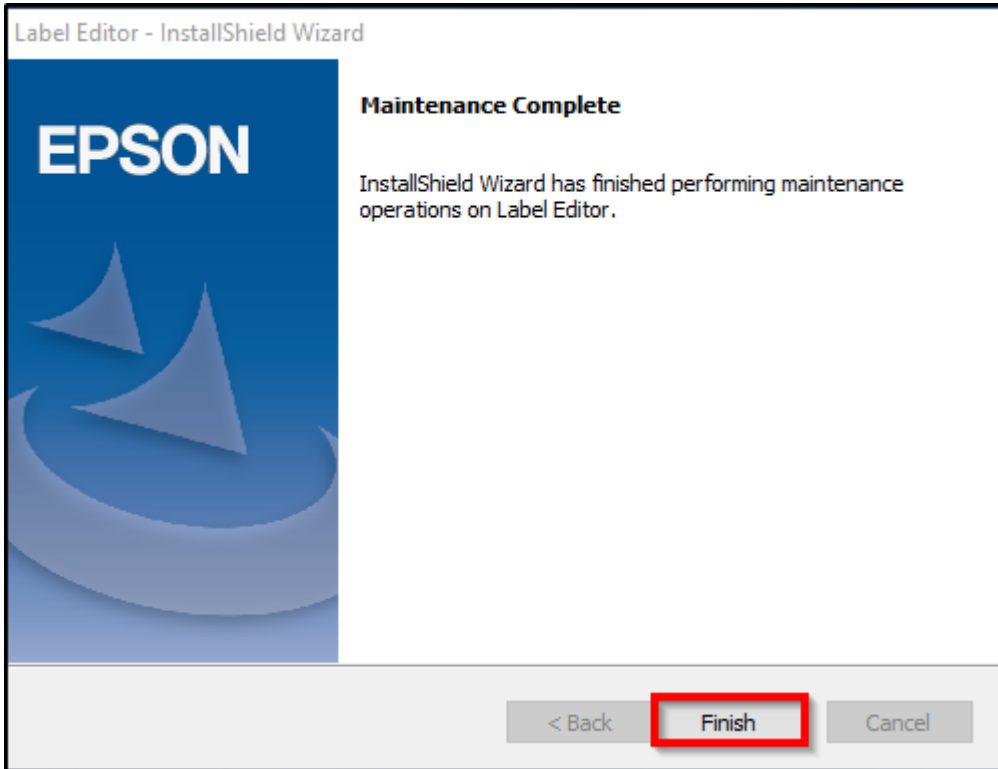 Label Editor - InstallShield Wizard
EPSON
Maintenance Complete
InstallShield Wizard has finished performing maintenance
operations on Label Editor.
< Back
Finish
Cancel